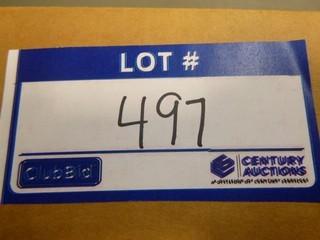 LOT #
497
ClubBid
CENTURY
AUCTIONS